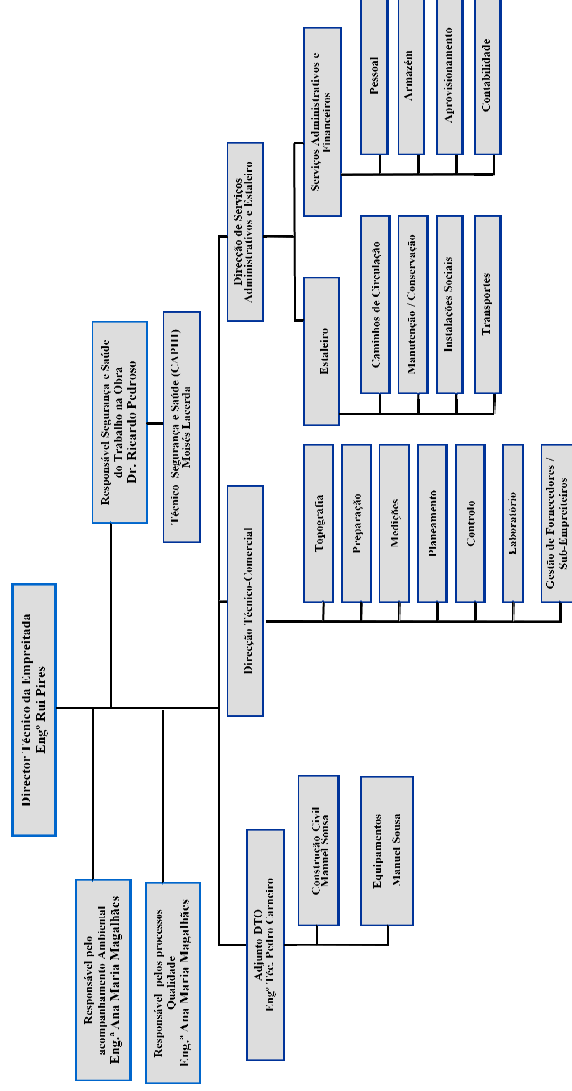 Director Técnico da Empreitada
Engº Rui Pires
Responsável pelo
acompanhamento Ambiental
Eng.ª Ana Maria Magalhães
Responsável pelos processos
Qualidade
Eng.ª Ana Maria Magalhães
Responsável Segurança e Saúde
do Trabalho na Obra
Dr. Ricardo Pedroso
Técnico Segurança e Saúde (CAPIII)
Moisés Lacerda
Adjunto DTO
Engº Téc. Pedro Carneiro
Construção Civil
Manuel Sousa
Equipamentos
Manuel Sousa
Direcção Técnico-Comercial
Topografia
Preparação
Medições
Planeamento
Controlo
Laboratório
Gestão de Fornecedores /
Sub-Empreiteiros
Direcção de Serviços
Administrativos e Estaleiro
Estaleiro
Caminhos de Circulação
Manutenção / Conservação
Instalações Sociais
Transportes
Serviços Administrativos e
Financeiros
Pessoal
Armazém
Aprovisionamento
Contabilidade